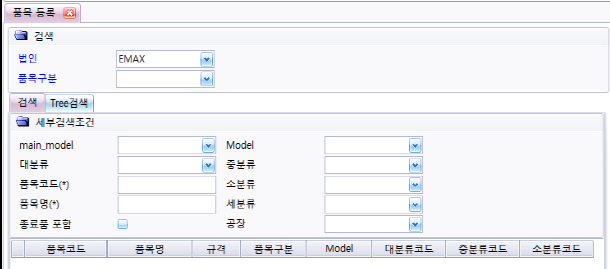 품목 등록
검색
법인 EMAX
품목구분
검색 Tree검색
세부검색조건
main_model Model
대분류 중분류
품목코드(*) 소분류
품목명(*) 세분류
종료품 포함 공장
품목코드 품목명 규격 품목구분 Model 대분류코드 중분류코드 소분류코드